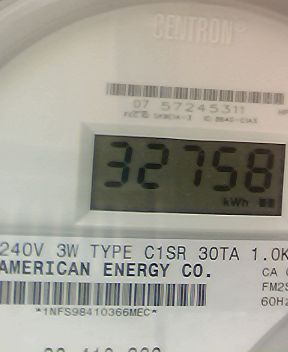 CENTRON®
07 57245311
32758
kWh
240V 3W TYPE C1SR 30TA 1.0K
AMERICAN ENERGY CO.
CA
FM2S
60Hz
*1NFS98410366MEC*